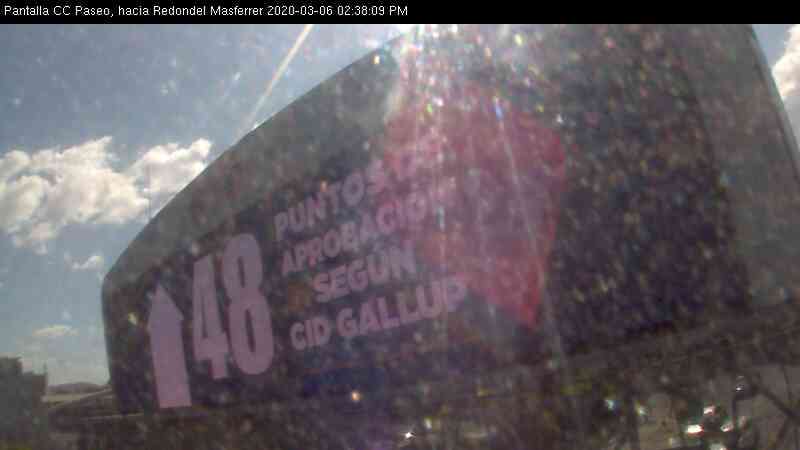 Pantalla CC Paseo, hacia Redondel Masferrer 2020-03-06 02:38:09 PM
48
PUNTOS DE
APROBACIÓN
SEGÚN
CID GALLUP